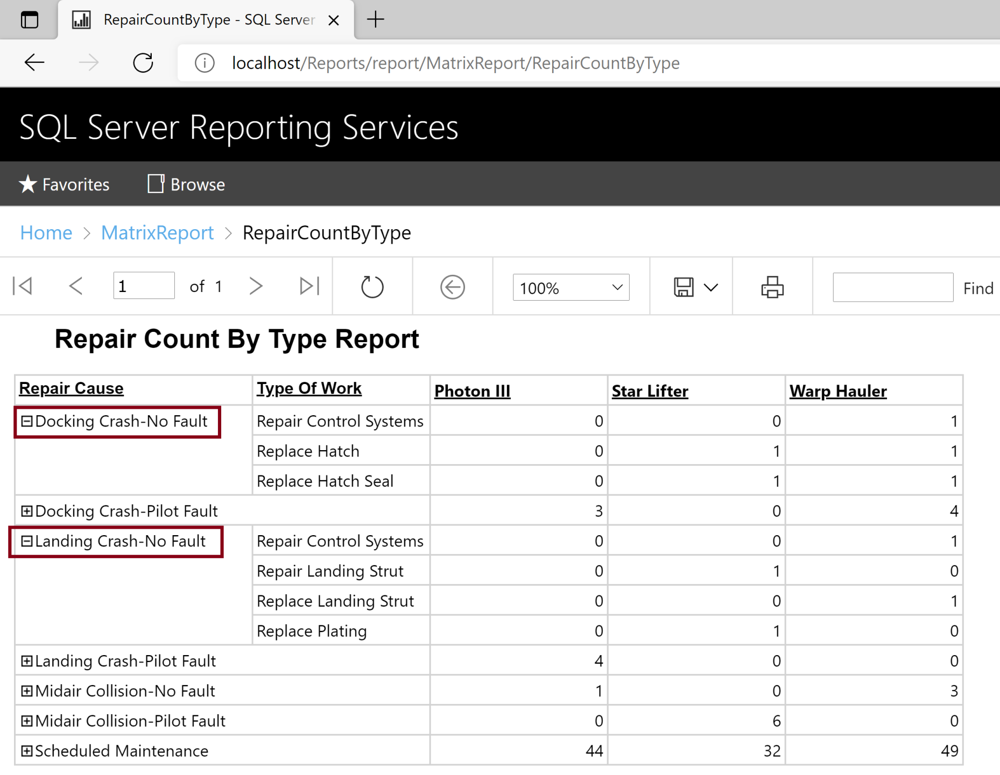 RepairCountByType - SQL Server
localhost/Reports/report/MatrixReport/RepairCountByType
SQL Server Reporting Services
Favorites Browse
Home > MatrixReport > RepairCountByType
1 of 1 100% Find
Repair Count By Type Report
Repair Cause Type Of Work Photon III Star Lifter Warp Hauler
Docking Crash-No Fault Repair Control Systems 0 0 1
Replace Hatch 0 1 1
Replace Hatch Seal 0 1 1
Docking Crash-Pilot Fault 3 0 4
Landing Crash-No Fault Repair Control Systems 0 0 1
Repair Landing Strut 0 1 0
Replace Landing Strut 0 0 1
Replace Plating 0 1 0
Landing Crash-Pilot Fault 4 0 0
Midair Collision-No Fault 1 0 3
Midair Collision-Pilot Fault 0 6 0
Scheduled Maintenance 44 32 49